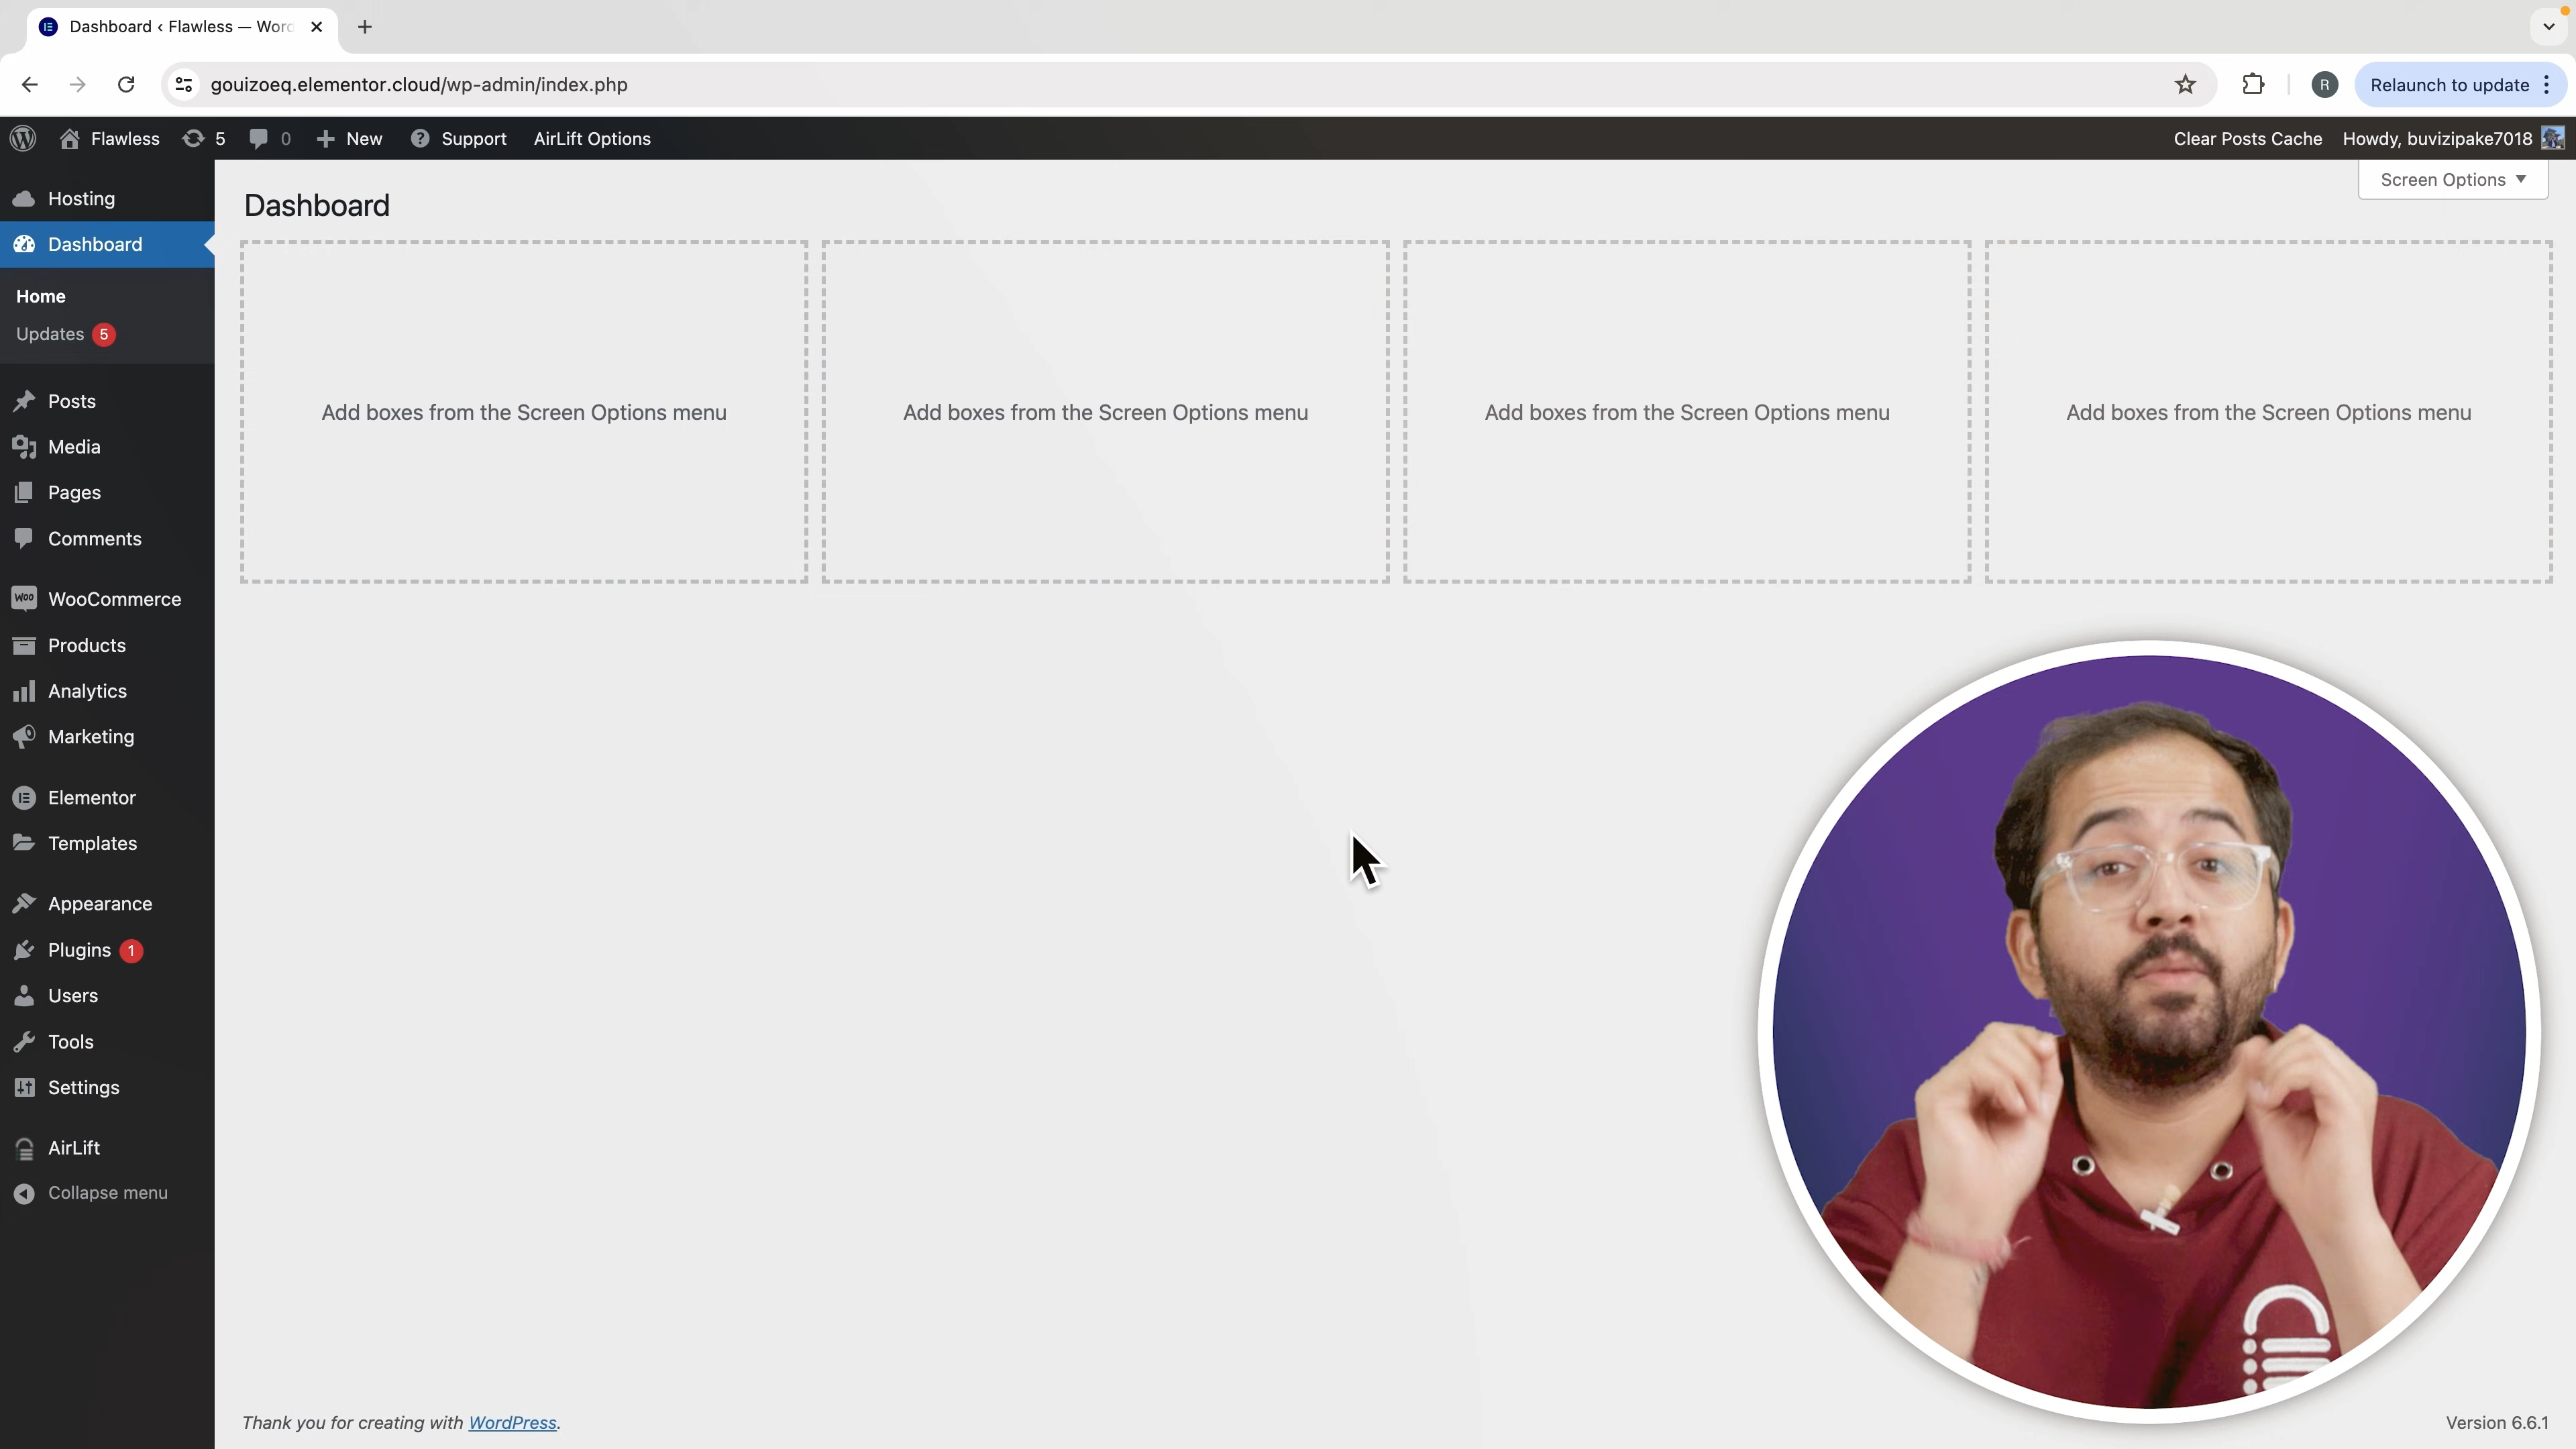 Dashboard ‹ Flawless — Word
gouizoeq.elementor.cloud/wp-admin/index.php
R
Relaunch to update
Flawless
5
0
New
Support
AirLift Options
Clear Posts Cache
Howdy, buvizipake7018
Hosting
Dashboard
Home
Updates 5
Posts
Media
Pages
Comments
WooCommerce
Products
Analytics
Marketing
Elementor
Templates
Appearance
Plugins 1
Users
Tools
Settings
AirLift
Collapse menu
Screen Options
Dashboard
Add boxes from the Screen Options menu
Add boxes from the Screen Options menu
Add boxes from the Screen Options menu
Add boxes from the Screen Options menu
Thank you for creating with WordPress.
Version 6.6.1